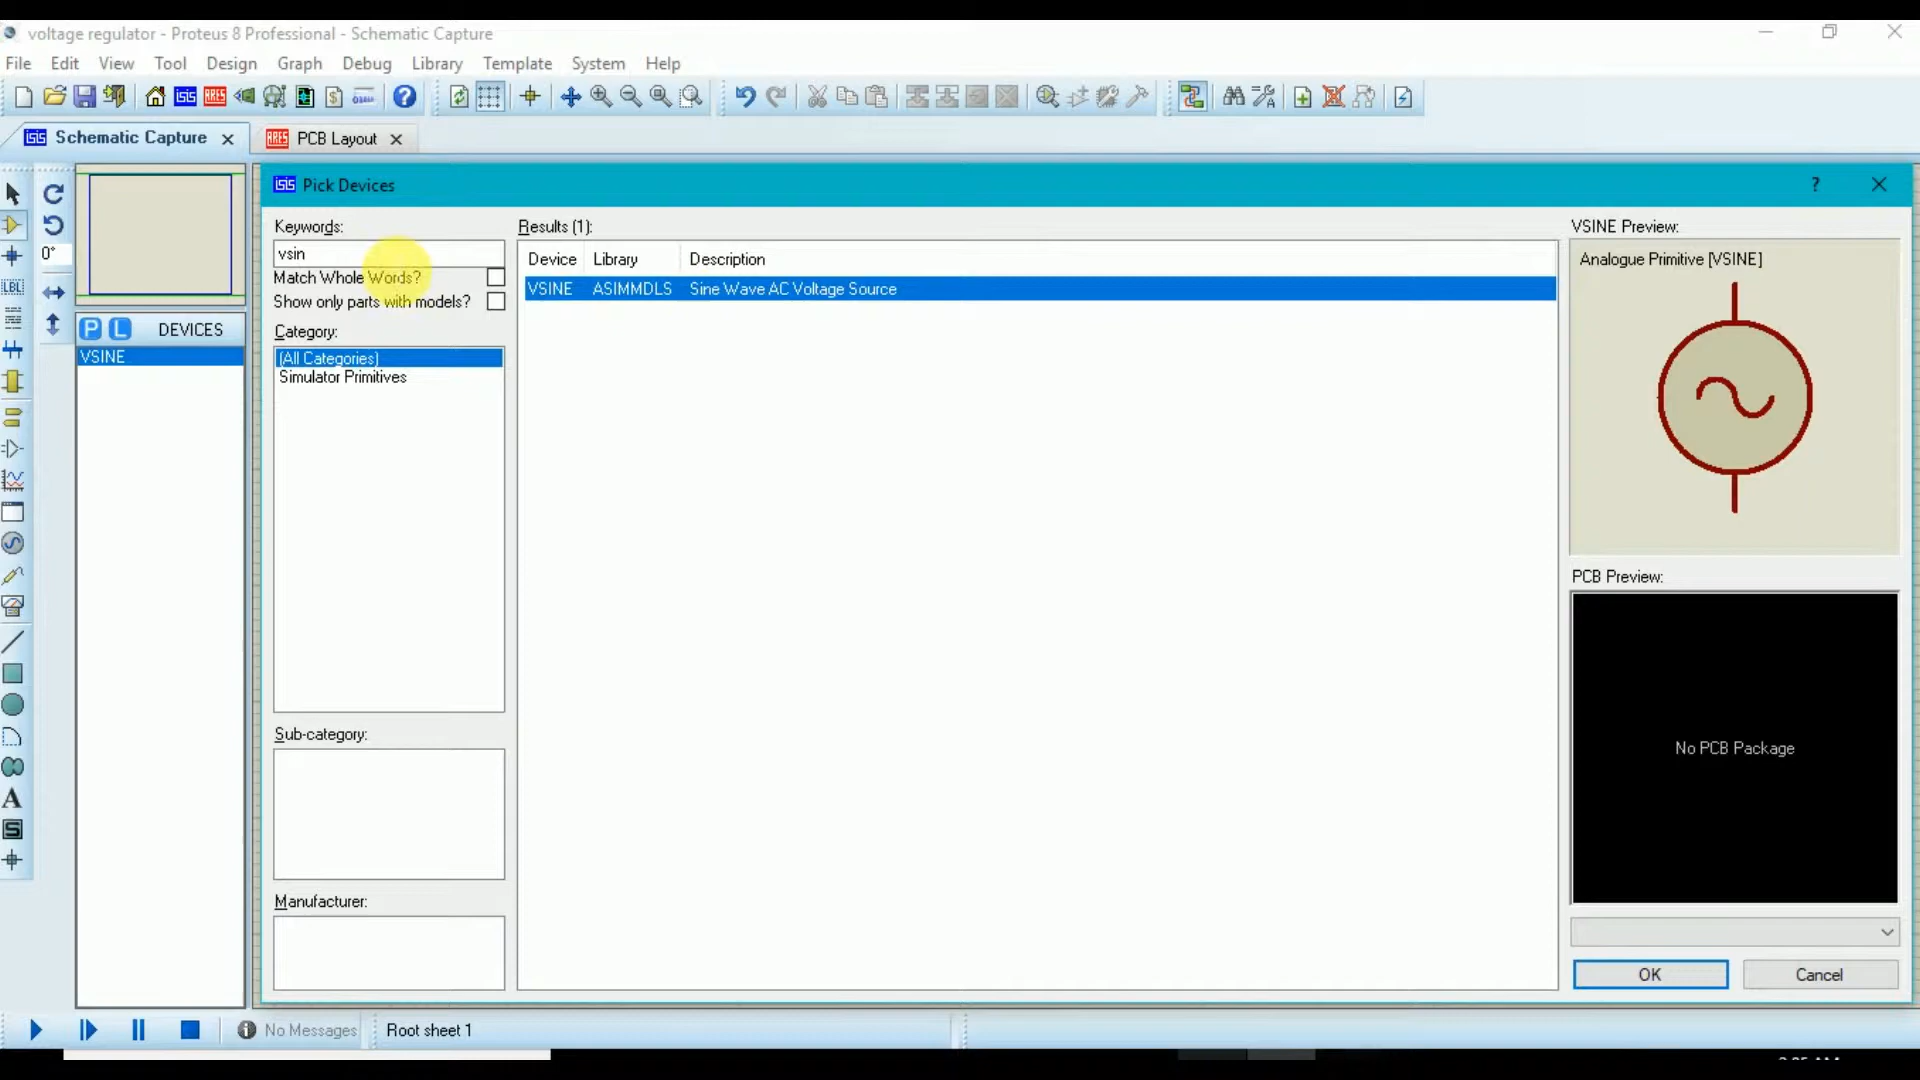 voltage regulator - Proteus 8 Professional - Schematic Capture
File Edit View Tool Design Graph Debug Library Template System Help
Schematic Capture PCB Layout
Pick Devices
Keywords:
vsin
Match Whole Words?
Show only parts with models?
Category:
(All Categories)
Simulator Primitives
Sub-category:
Manufacturer:
Results (1):
Device Library Description
VSINE ASIMMDLS Sine Wave AC Voltage Source
VSINE Preview:
Analogue Primitive [VSINE]
PCB Preview:
No PCB Package
OK Cancel
0°
LBL
P L DEVICES
VSINE
A
S
No Messages Root sheet 1